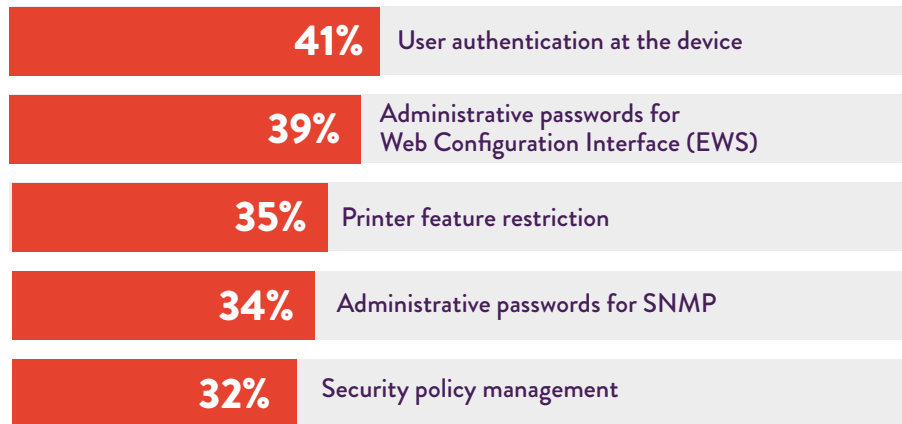 41% User authentication at the device
39% Administrative passwords for
Web Configuration Interface (EWS)
35% Printer feature restriction
34% Administrative passwords for SNMP
32% Security policy management